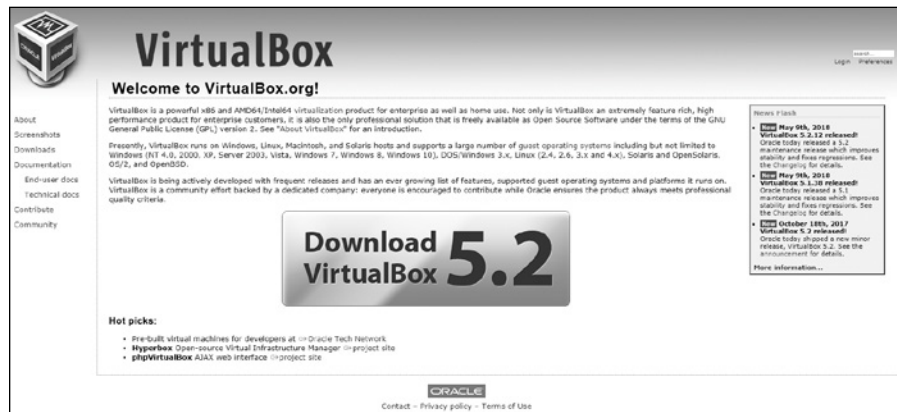 VirtualBox
search...
Login Preferences
Welcome to VirtualBox.org!
About
Screenshots
Downloads
Documentation
End-user docs
Technical docs
Contribute
Community
VirtualBox is a powerful x86 and AMD64/Intel64 virtualization product for enterprise as well as home use. Not only is VirtualBox an extremely feature rich, high
performance product for enterprise customers, it is also the only professional solution that is freely available as Open Source Software under the terms of the GNU
General Public License (GPL) version 2. See "About VirtualBox" for an introduction.
Presently, VirtualBox runs on Windows, Linux, Macintosh, and Solaris hosts and supports a large number of guest operating systems including but not limited to
Windows (NT 4.0, 2000, XP, Server 2003, Vista, Windows 7, Windows 8, Windows 10), DOS/Windows 3.x, Linux (2.4, 2.6, 3.x and 4.x), Solaris and OpenSolaris,
OS/2, and OpenBSD.
VirtualBox is being actively developed with frequent releases and has an ever growing list of features, supported guest operating systems and platforms it runs on.
VirtualBox is a community effort backed by a dedicated company: everyone is encouraged to contribute while Oracle ensures the product always meets professional
quality criteria.
Download
VirtualBox 5.2
Hot picks:
Pre-built virtual machines for developers at Oracle Tech Network
Hyperbox Open-source Virtual Infrastructure Manager project site
phpVirtualBox AJAX web interface project site
News Flash
New May 9th, 2018
VirtualBox 5.2.12 released!
Oracle today released a 5.2
maintenance release which improves
stability and fixes regressions. See
the Changelog for details.
New May 9th, 2018
VirtualBox 5.1.38 released!
Oracle today released a 5.1
maintenance release which improves
stability and fixes regressions. See
the Changelog for details.
New October 18th, 2017
VirtualBox 5.2 released!
Oracle today shipped a new minor
release, VirtualBox 5.2. See the
announcement for details.
More information...
ORACLE
Contact – Privacy policy – Terms of Use